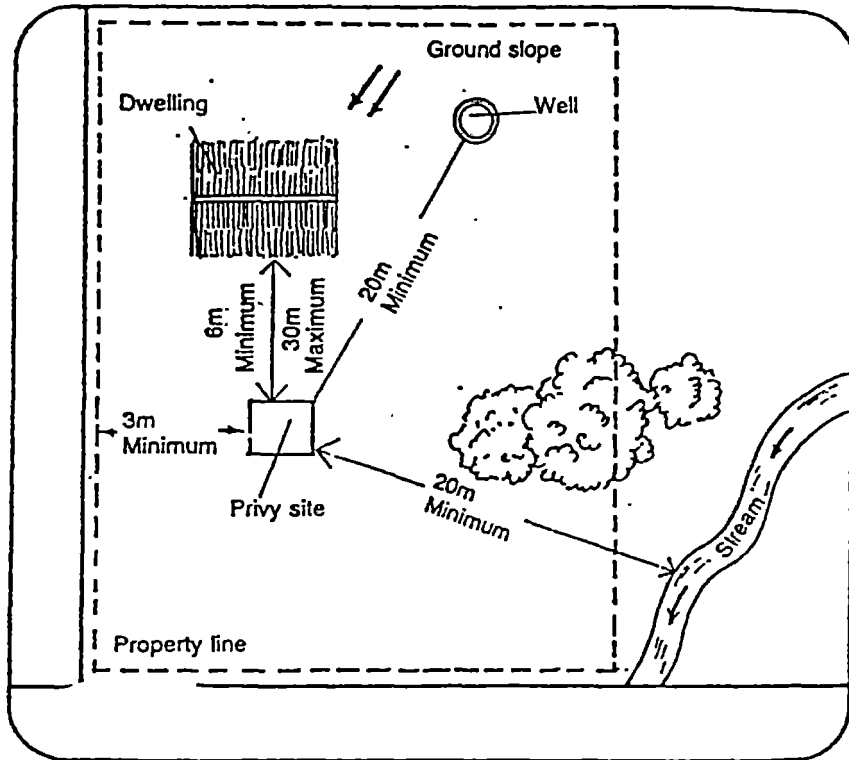 Ground slope
Dwelling
Well
20m
Minimum
6m
Minimum
30m
Maximum
3m
Minimum
20m
Minimum
Privy site
Stream
Property line